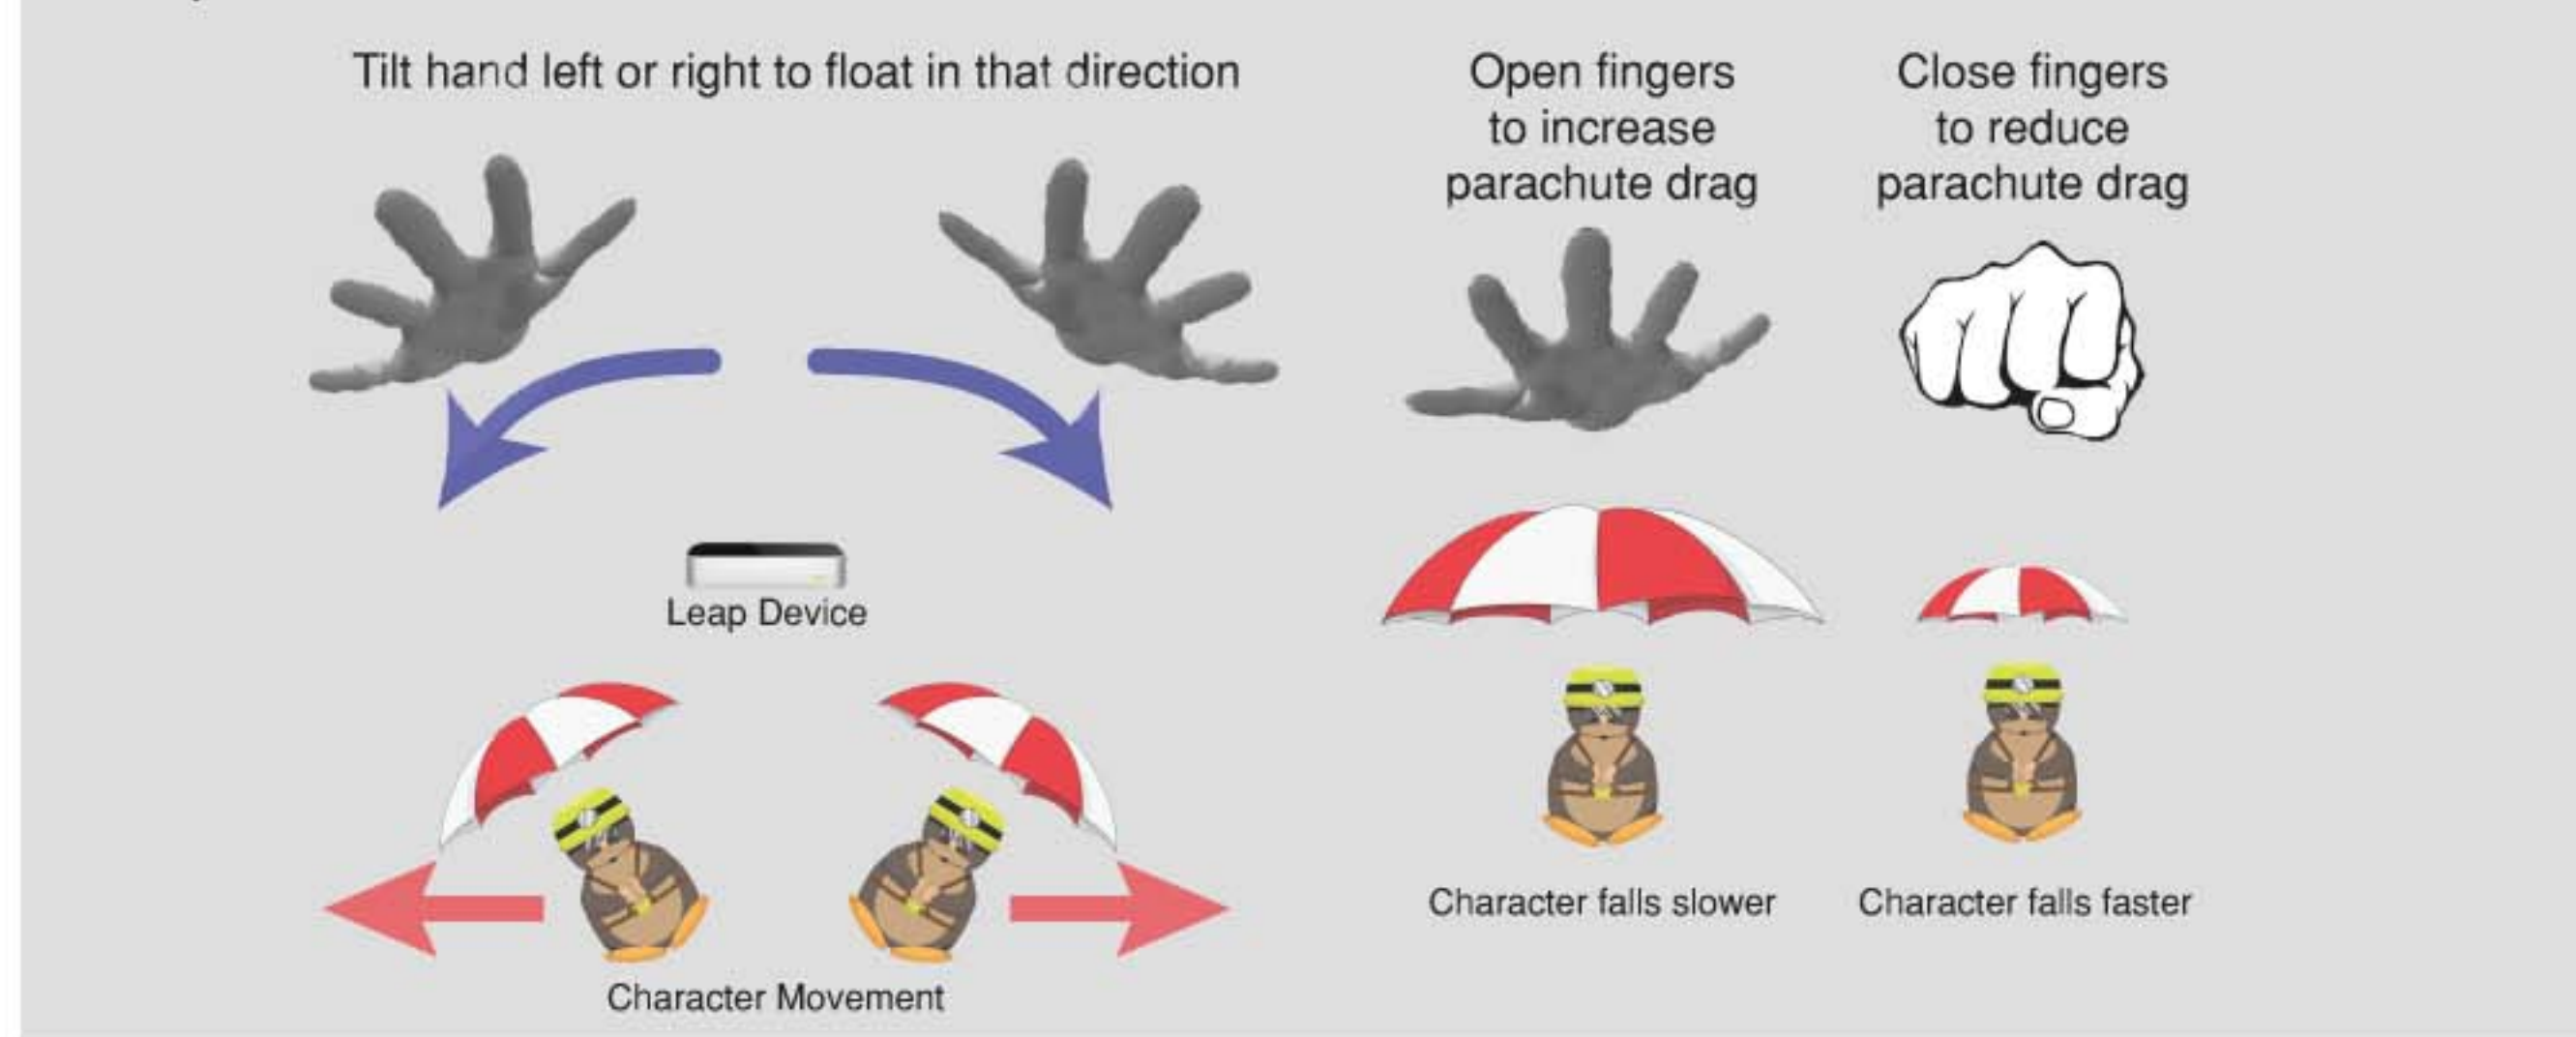 Tilt hand left or right to float in that direction
Open fingers
to increase
parachute drag
Close fingers
to reduce
parachute drag
Leap Device
Character falls slower
Character falls faster
Character Movement